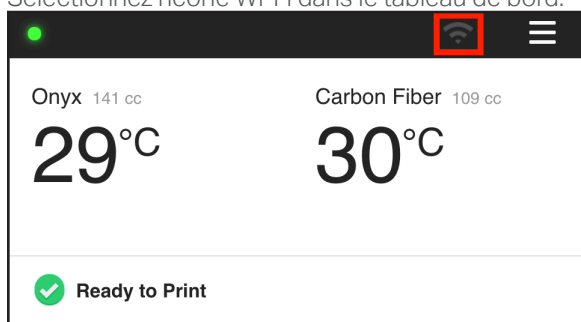 Sélectionnez l'icône Wi-Fi dans le tableau de bord.
Onyx 141 cc Carbon Fiber 109 cc
29°C 30°C
Ready to Print